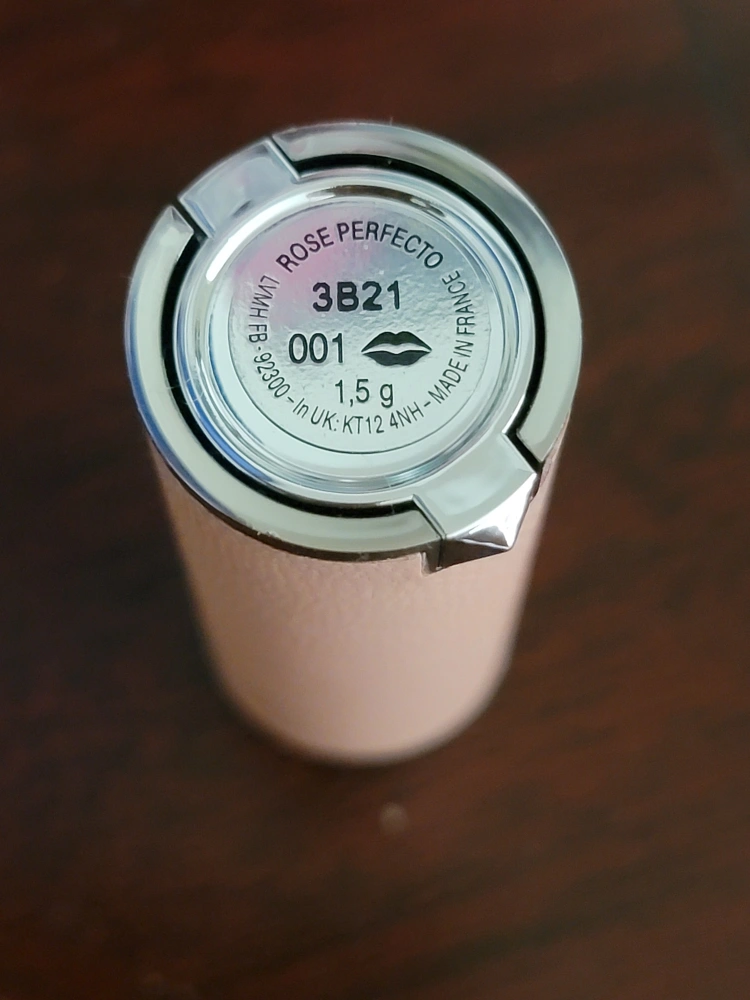 ROSE PERFECTO
3B21
001
1,5 g
LVMH FB - 92300 - In UK: KT12 4NH - MADE IN FRANCE